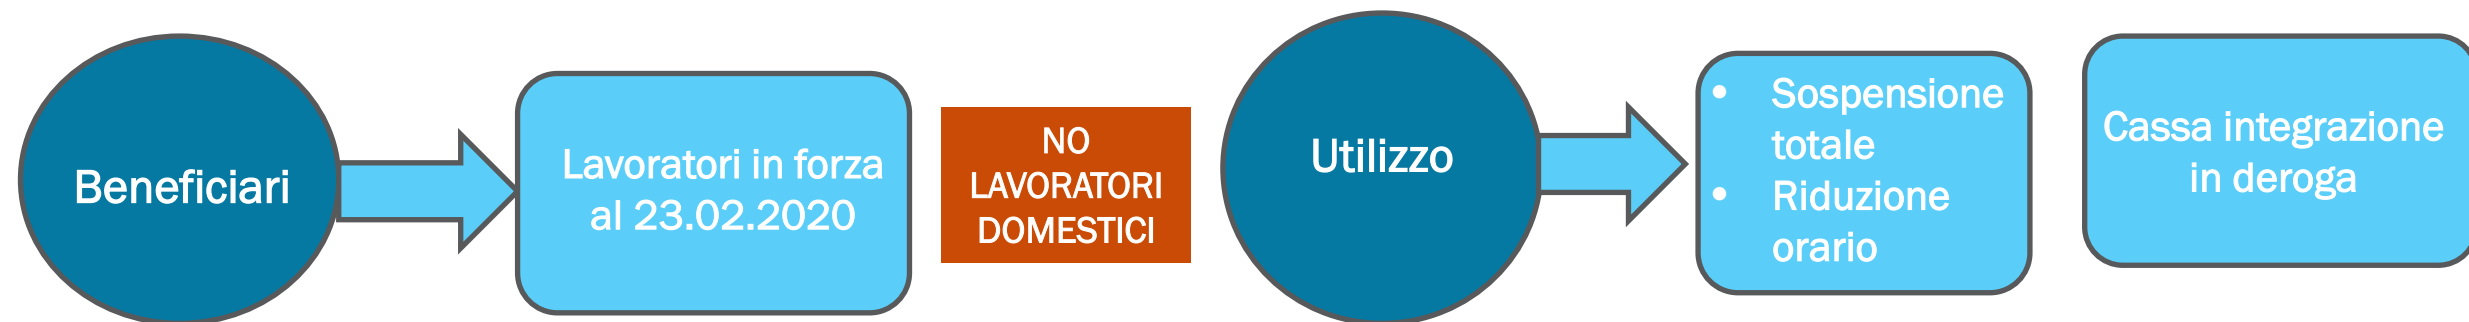 Beneficiari
Lavoratori in forza
al 23.02.2020
NO
LAVORATORI
DOMESTICI
Utilizzo
• Sospensione
totale
• Riduzione
orario
Cassa integrazione
in deroga